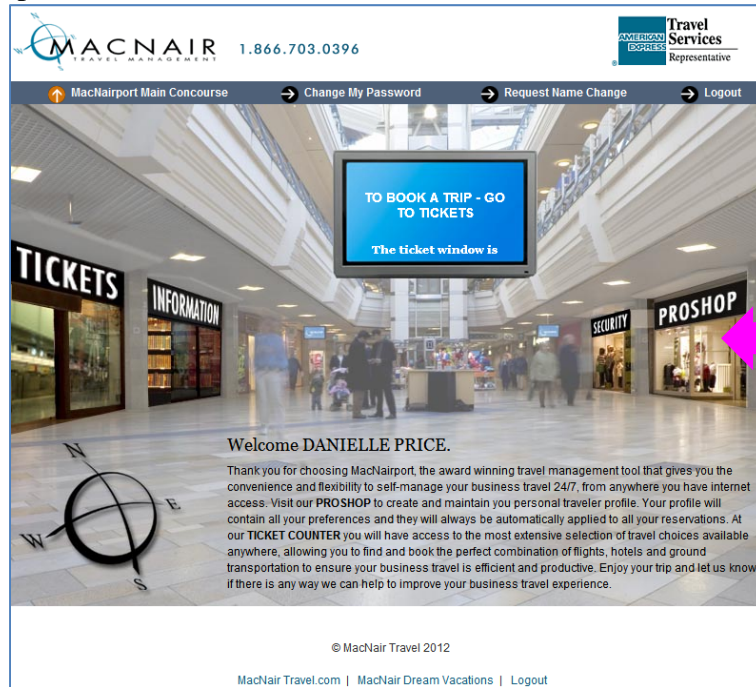 MACNAIR
TRAVEL MANAGEMENT
1.866.703.0396
AMERICAN EXPRESS
®
Travel
Services
Representative
MacNairport Main Concourse
Change My Password
Request Name Change
Logout
TO BOOK A TRIP - GO
TO TICKETS
The ticket window is
TICKETS
INFORMATION
SECURITY
PROSHOP
N
E
W
S
Welcome DANIELLE PRICE.
Thank you for choosing MacNairport, the award winning travel management tool that gives you the
convenience and flexibility to self-manage your business travel 24/7, from anywhere you have internet
access. Visit our PROSHOP to create and maintain you personal traveler profile. Your profile will
contain all your preferences and they will always be automatically applied to all your reservations. At
our TICKET COUNTER you will have access to the most extensive selection of travel choices available
anywhere, allowing you to find and book the perfect combination of flights, hotels and ground
transportation to ensure your business travel is efficient and productive. Enjoy your trip and let us know
if there is any way we can help to improve your business travel experience.
© MacNair Travel 2012
MacNair Travel.com | MacNair Dream Vacations | Logout